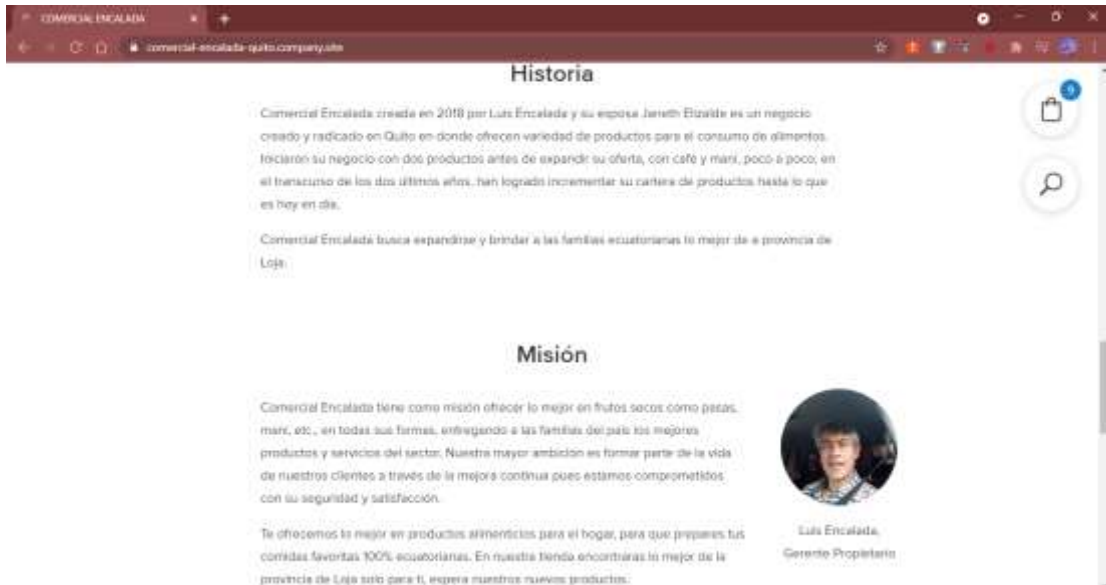 COMERCIAL ENCALADA
comercial-encalada-quito.company.site
9
Historia
Comercial Encalada creada en 2018 por Luis Encalada y su esposa Janeth Elizalde es un negocio
creado y radicado en Quito en donde ofrecen variedad de productos para el consumo de alimentos.
Iniciaron su negocio con dos productos antes de expandir su oferta, con café y maní, poco a poco, en
el transcurso de los dos últimos años, han logrado incrementar su cartera de productos hasta lo que
es hoy en día.
Comercial Encalada busca expandirse y brindar a las familias ecuatorianas lo mejor de a provincia de
Loja.
Misión
Comercial Encalada tiene como misión ofrecer lo mejor en frutos secos como pasas,
maní, etc., en todas sus formas, entregando a las familias del país los mejores
productos y servicios del sector. Nuestra mayor ambición es formar parte de la vida
de nuestros clientes a través de la mejora continua pues estamos comprometidos
con su seguridad y satisfacción.
Te ofrecemos lo mejor en productos alimenticios para el hogar, para que prepares tus
comidas favoritas 100% ecuatorianas. En nuestra tienda encontraras lo mejor de la
provincia de Loja solo para ti, espera nuestros nuevos productos.
Luis Encalada,
Gerente Propietario